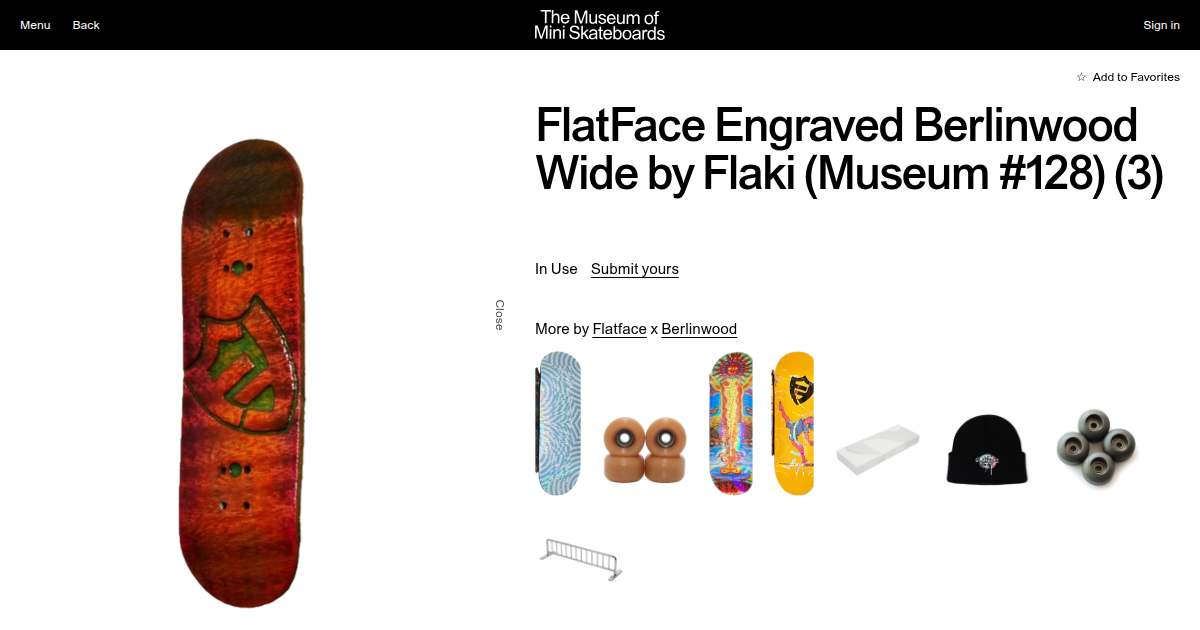 Menu
Back
The Museum of
Mini Skateboards
Sign in
☆ Add to Favorites
FlatFace Engraved Berlinwood
Wide by Flaki (Museum #128) (3)
In Use Submit yours
Close
More by Flatface x Berlinwood